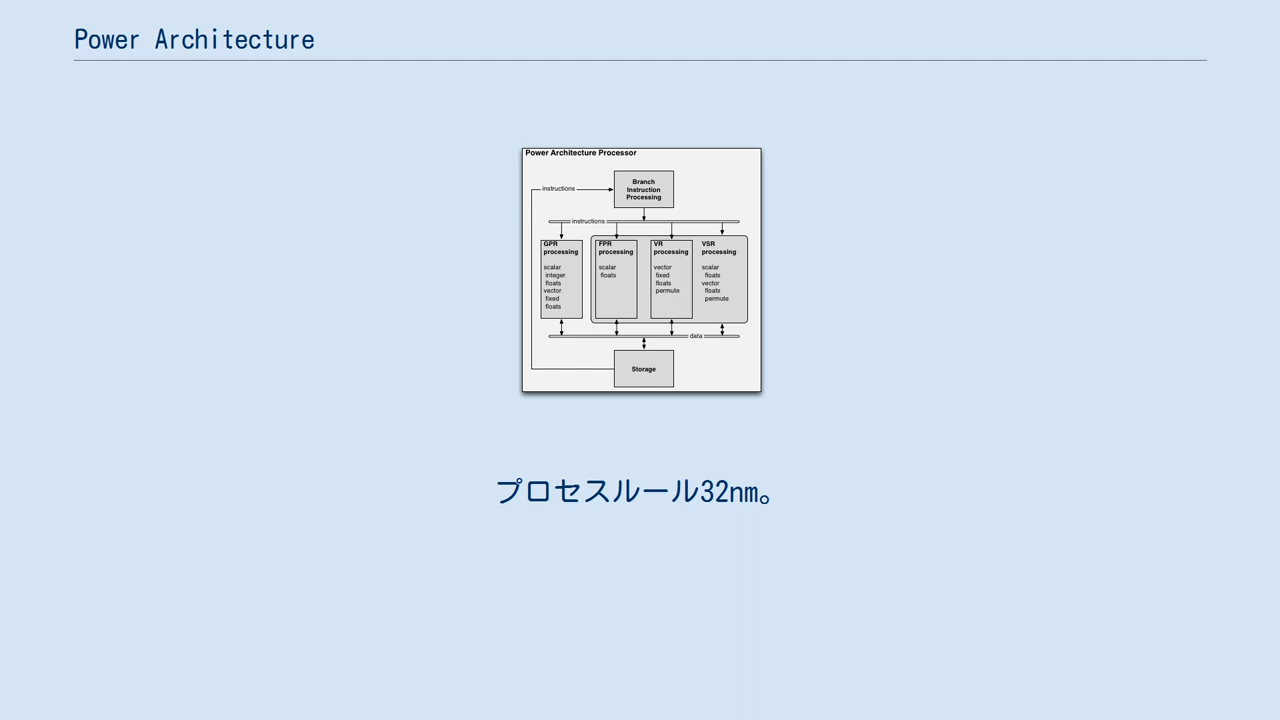 Power Architecture
Power Architecture Processor
Branch
Instruction
Processing
instructions
instructions
GPR
processing
scalar
integer
floats
vector
fixed
floats
FPR
processing
scalar
floats
VR
processing
vector
fixed
floats
permute
VSR
processing
scalar
floats
vector
floats
permute
data
Storage
プロセスルール32nm。